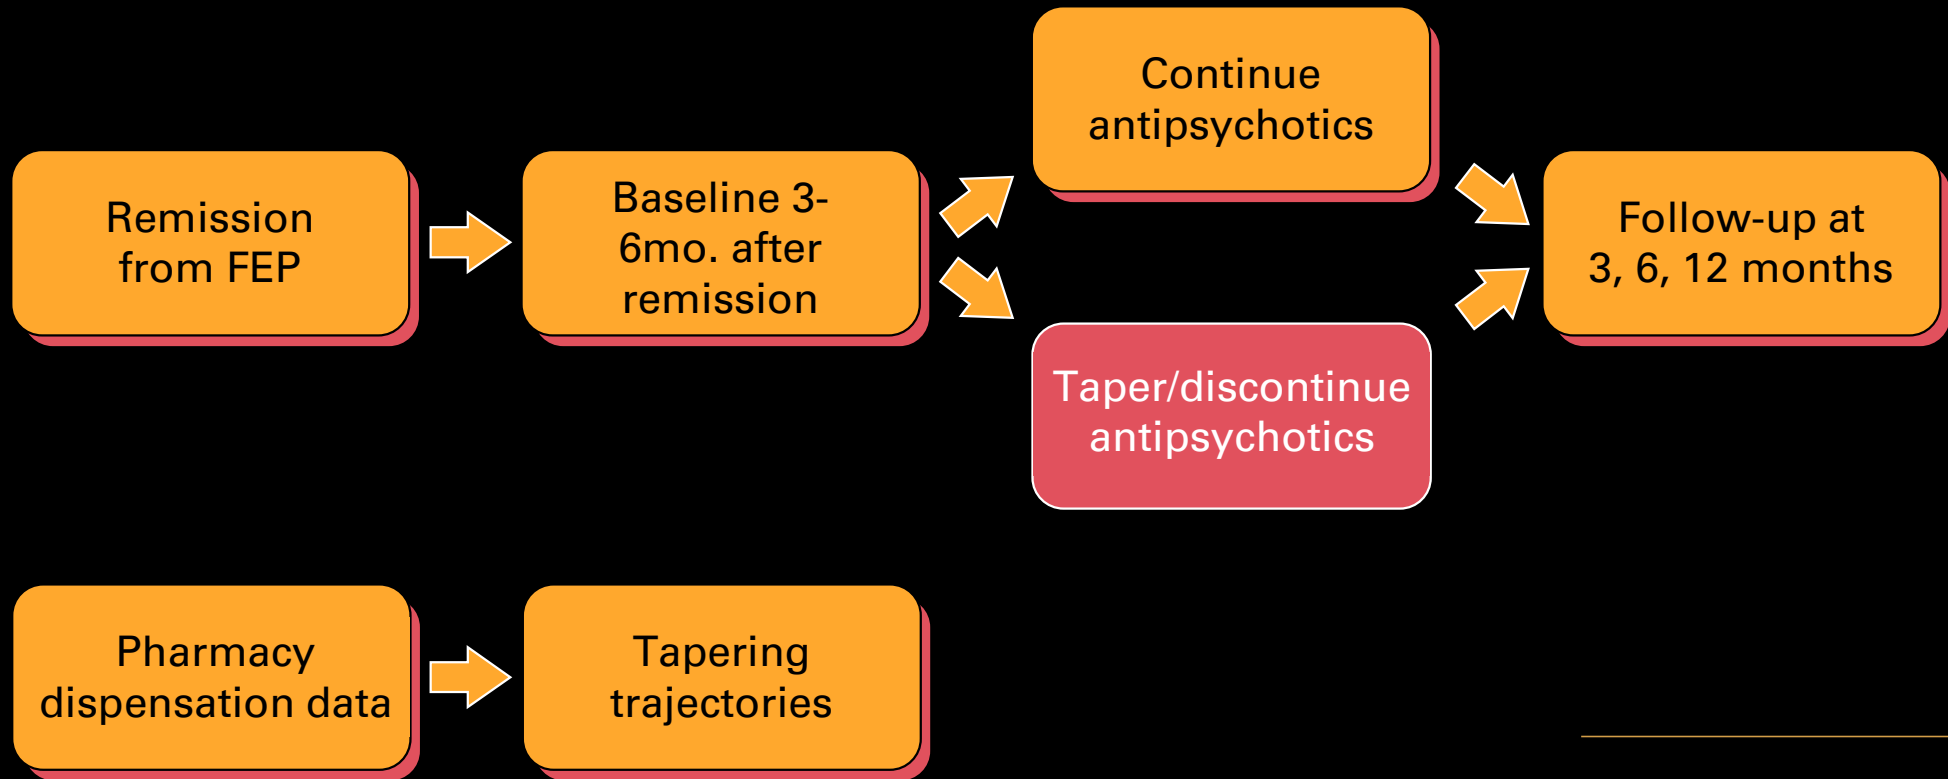 Remission
from FEP
Baseline 3-
6mo. after
remission
Continue
antipsychotics
Taper/discontinue
antipsychotics
Follow-up at
3, 6, 12 months
Pharmacy
dispensation data
Tapering
trajectories